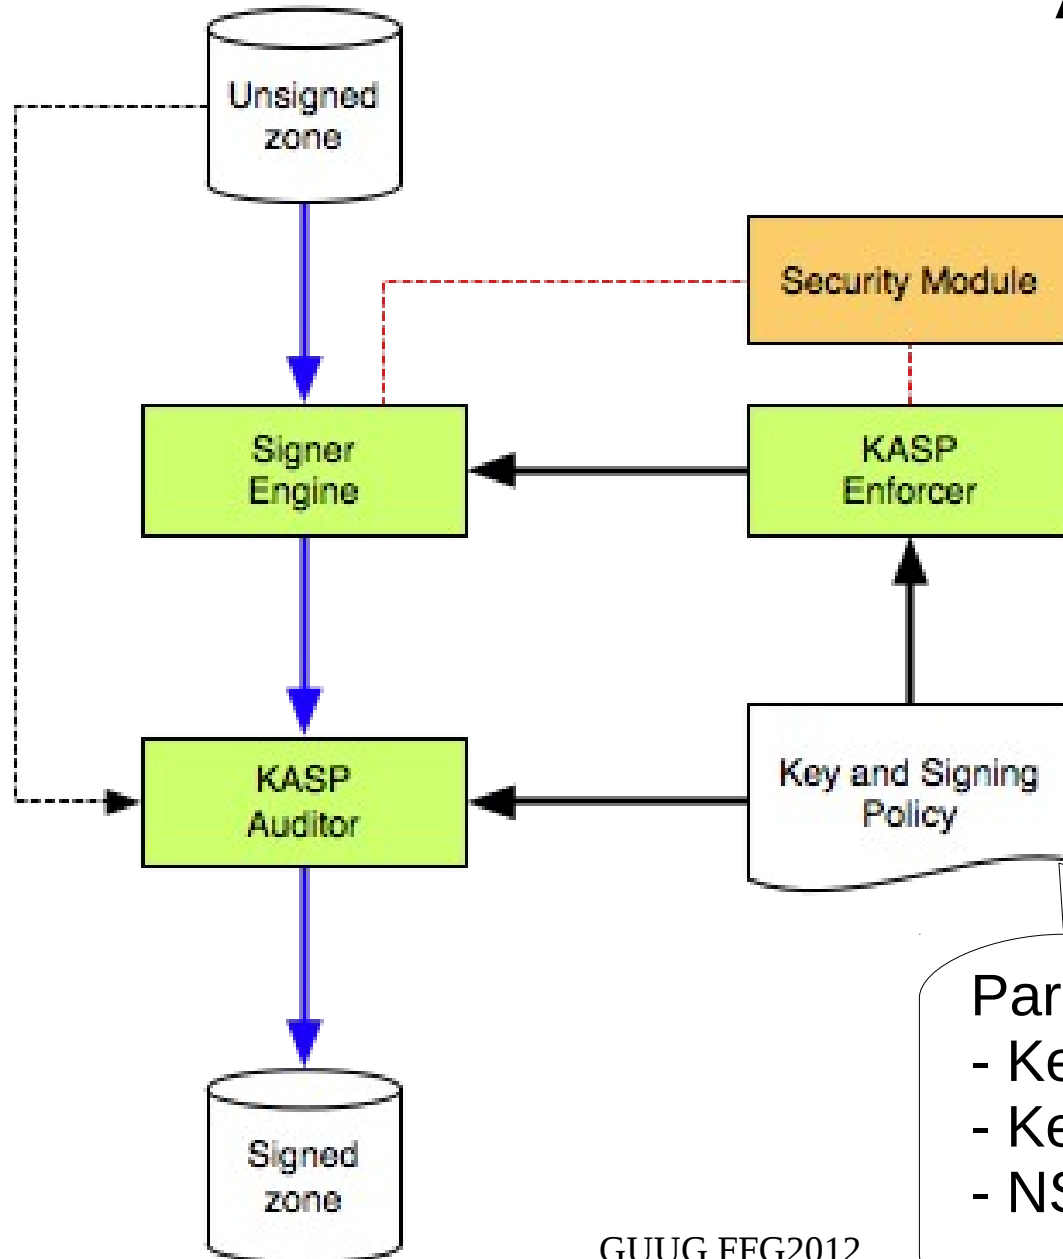 Unsigned
zone
Security Module
Signer
Engine
KASP
Enforcer
KASP
Auditor
Key and Signing
Policy
Par
- Ke
- Ke
- NS
Signed
zone
GUUG FFG2012